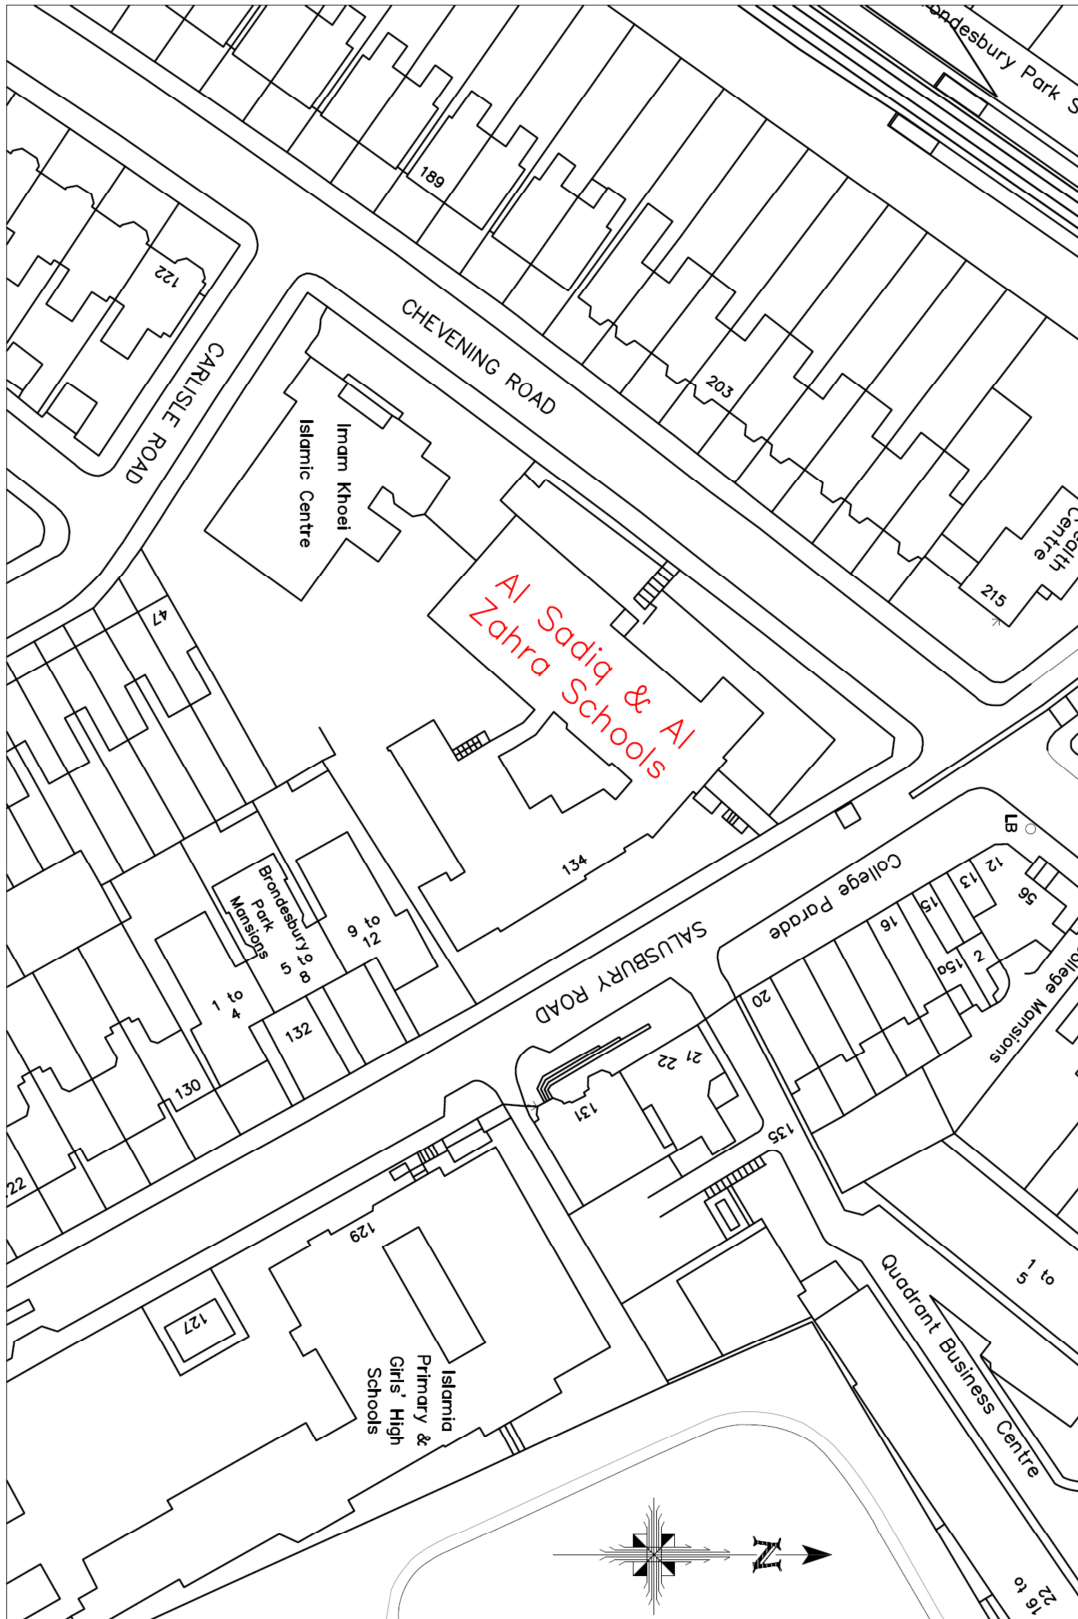 ondesbury Park S
189
122
CHEVENING ROAD
CARLISLE ROAD
203
Imam Khoei
Islamic Centre
ealth
Centre
215
Al Sadiq & Al
Zahra Schools
47
LB
134
College Parade
12
13
15
16
56
2
15a
20
ollege Mansions
Brondesbury
Park
Mansions
5 to
8
9 to
12
1 to
4
132
130
SALUSBURY ROAD
21 22
131
135
22
129
127
Islamia
Primary &
Girls' High
Schools
1 to
5
Quadrant Business Centre
N
16 to
22